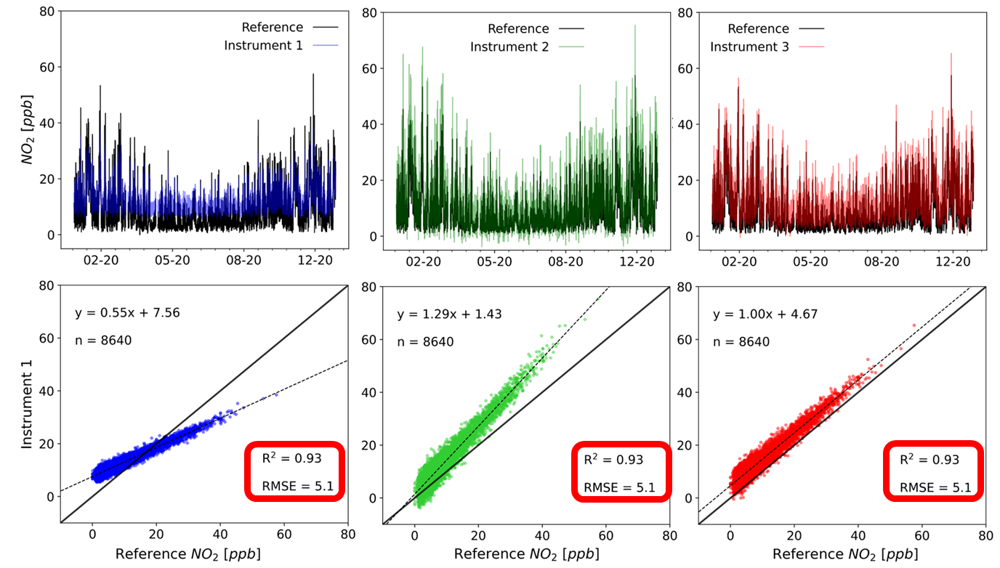 80
60
40
20
0
NO2 [ppb]
Reference
Instrument 1
02-20
05-20
08-20
12-20
80
60
40
20
0
Reference
Instrument 2
02-20
05-20
08-20
12-20
80
60
40
20
0
Reference
Instrument 3
02-20
05-20
08-20
12-20
80
60
40
20
0
Instrument 1
y = 0.55x + 7.56
n = 8640
R² = 0.93
RMSE = 5.1
0
20
40
60
80
Reference NO2 [ppb]
80
60
40
20
0
y = 1.29x + 1.43
n = 8640
R² = 0.93
RMSE = 5.1
0
20
40
60
80
Reference NO2 [ppb]
80
60
40
20
0
y = 1.00x + 4.67
n = 8640
R² = 0.93
RMSE = 5.1
0
20
40
60
80
Reference NO2 [ppb]